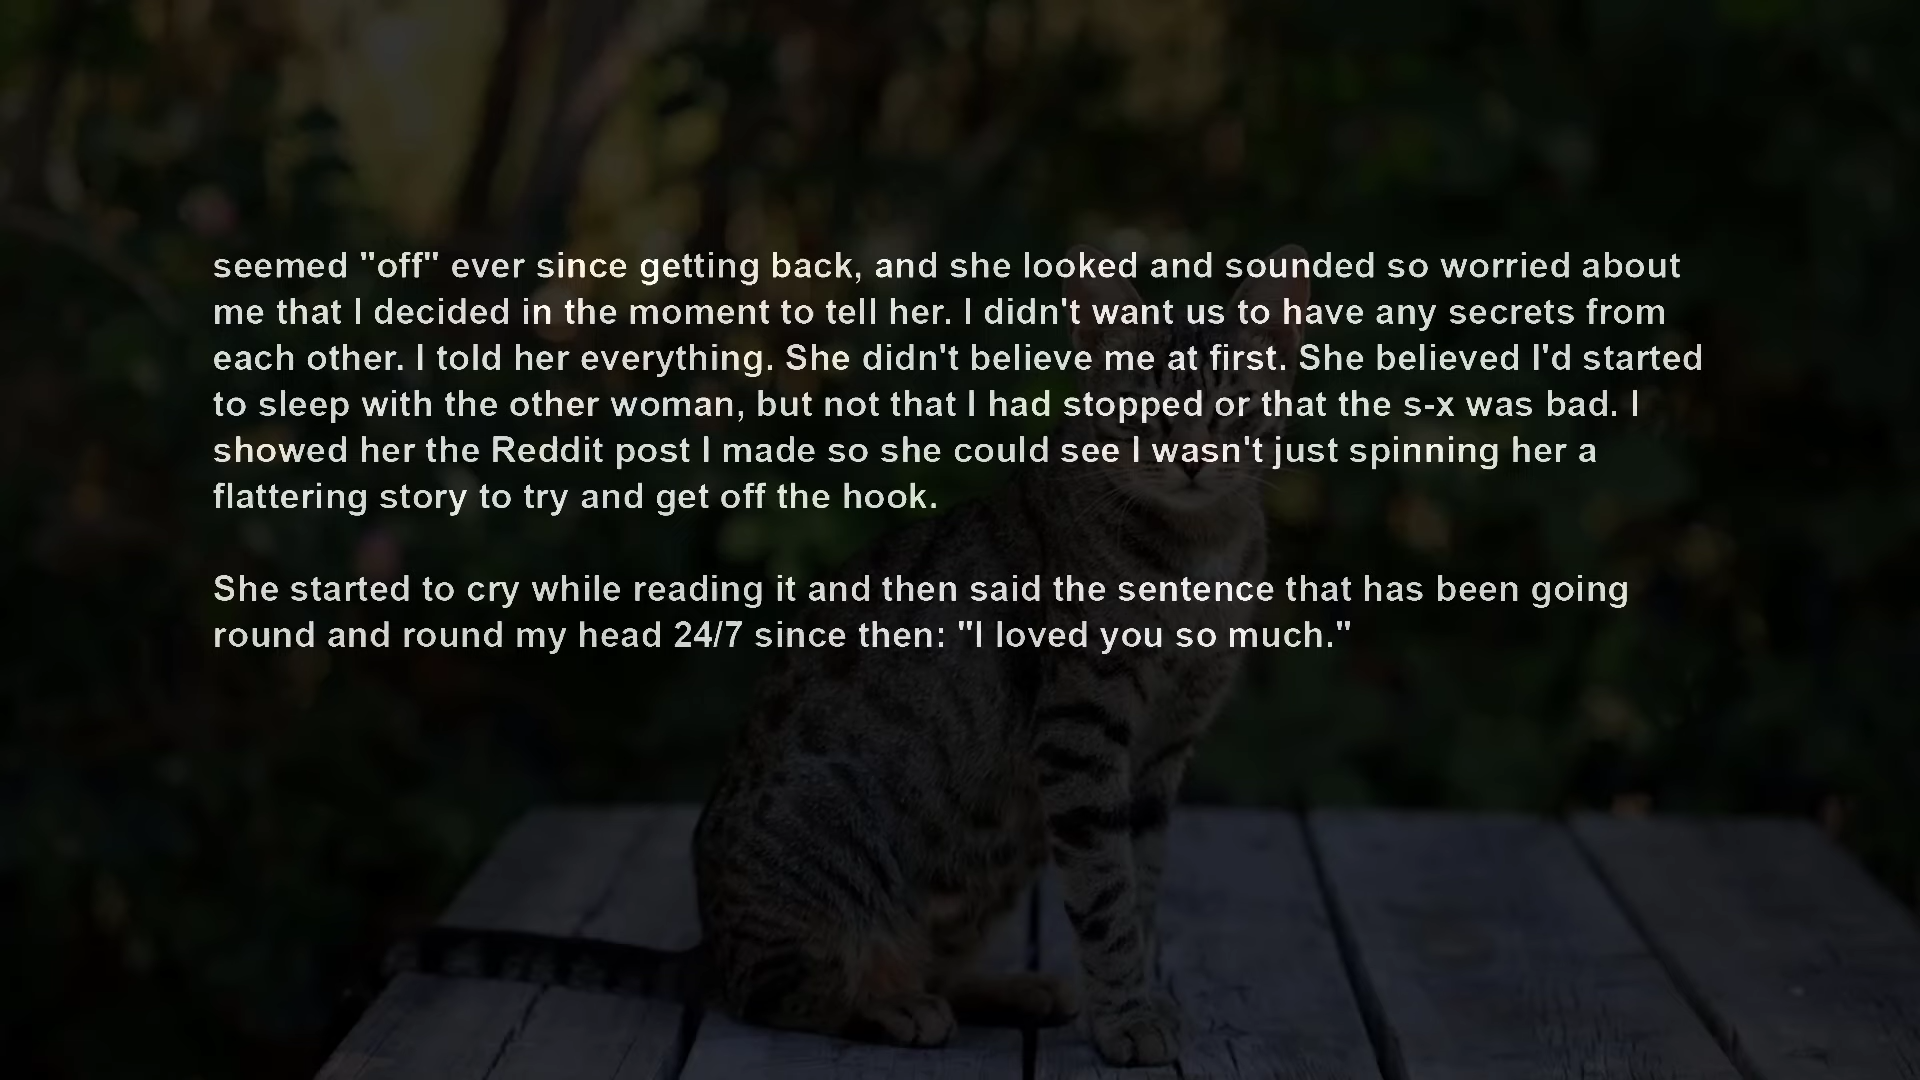 seemed "off" ever since getting back, and she looked and sounded so worried about
me that I decided in the moment to tell her. I didn't want us to have any secrets from
each other. I told her everything. She didn't believe me at first. She believed I'd started
to sleep with the other woman, but not that I had stopped or that the s-x was bad. I
showed her the Reddit post I made so she could see I wasn't just spinning her a
flattering story to try and get off the hook.
She started to cry while reading it and then said the sentence that has been going
round and round my head 24/7 since then: "I loved you so much."